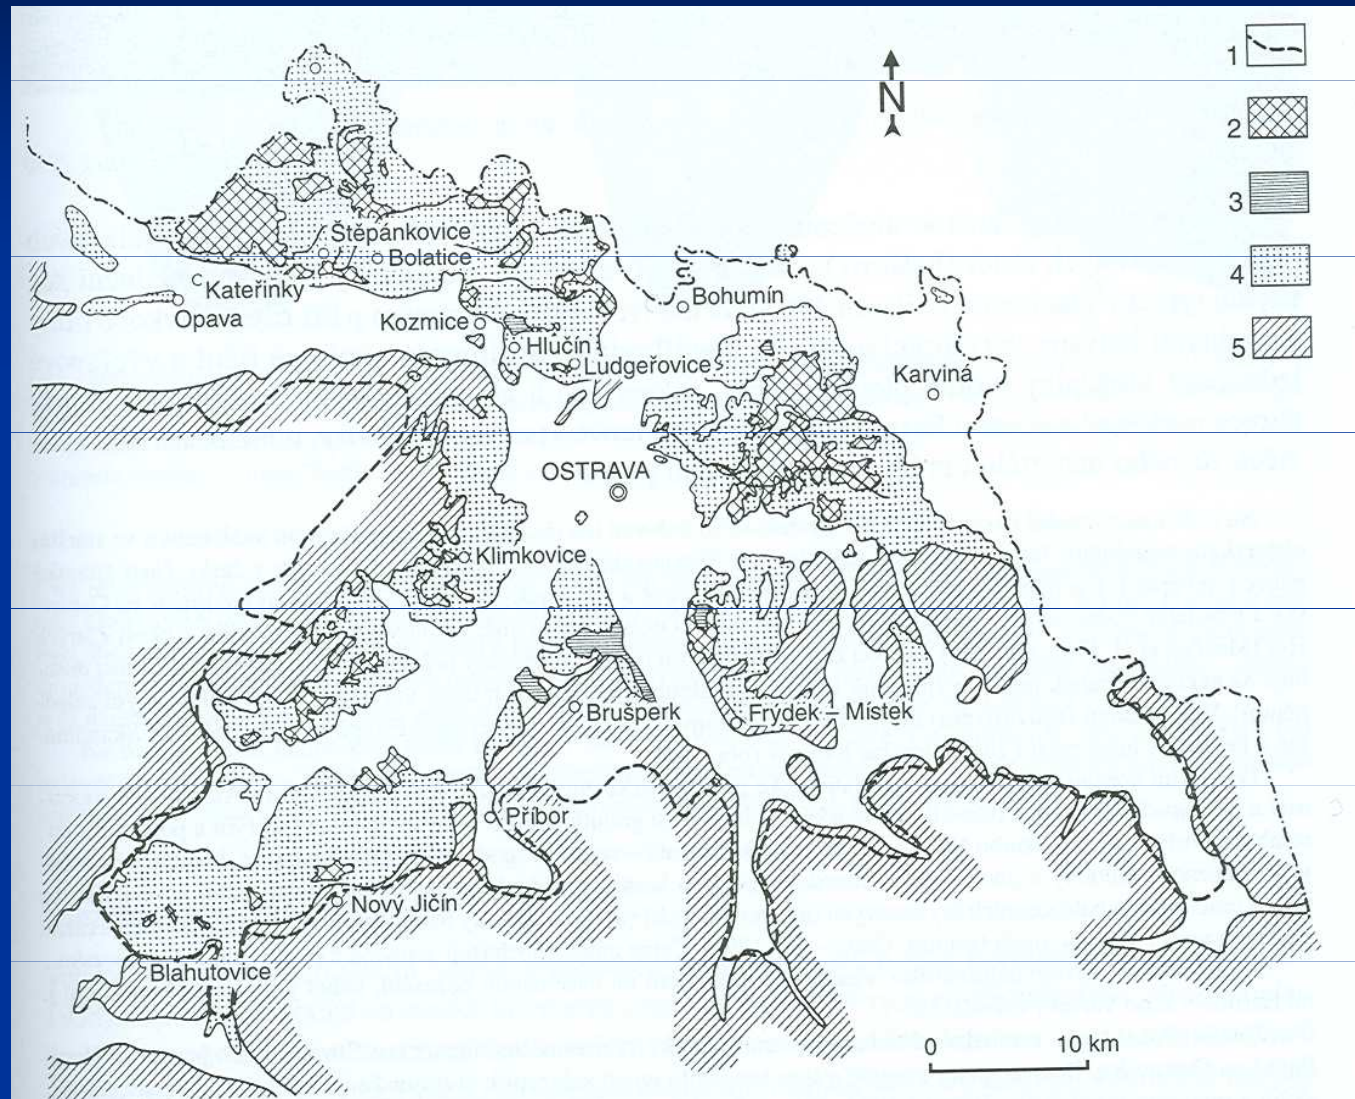 1
N
2
3
4
Štěpánkovice
Bolatice
Kateřinky
Opava
Bohumín
Kozmice
Hlučín
Ludgeřovice
5
Karviná
OSTRAVA
Klimkovice
Brušperk
Frýdek – Místek
Příbor
Nový Jičín
Blahutovice
0 10 km